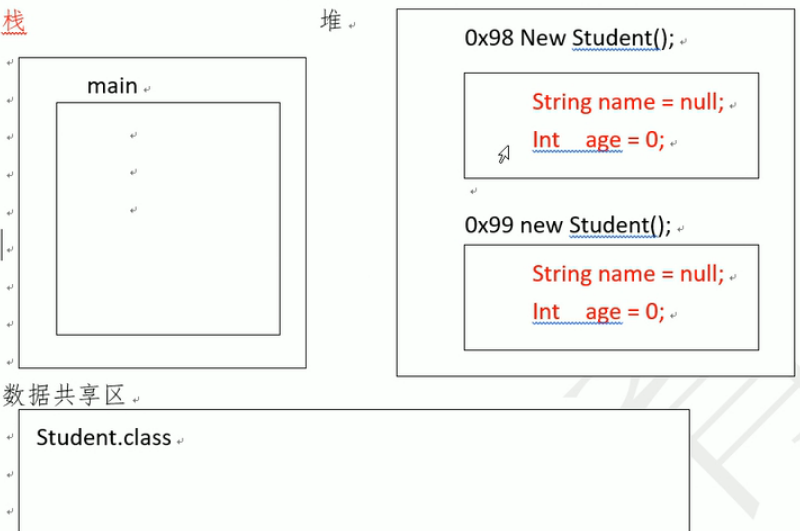 栈
堆
main
0x98 New Student();
String name = null;
Int age = 0;
0x99 new Student();
String name = null;
Int age = 0;
数据共享区
Student.class